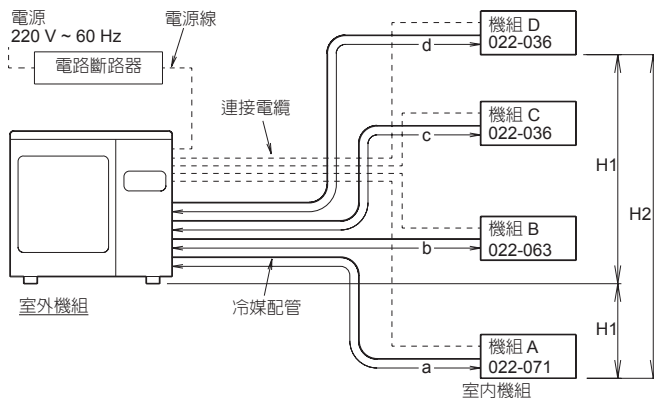 電源
220 V ~ 60 Hz
電源線
電路斷路器
連接電纜
機組 D
022-036
d
機組 C
022-036
c
H1
H2
機組 B
022-063
b
室外機組
冷媒配管
H1
機組 A
022-071
a
室內機組